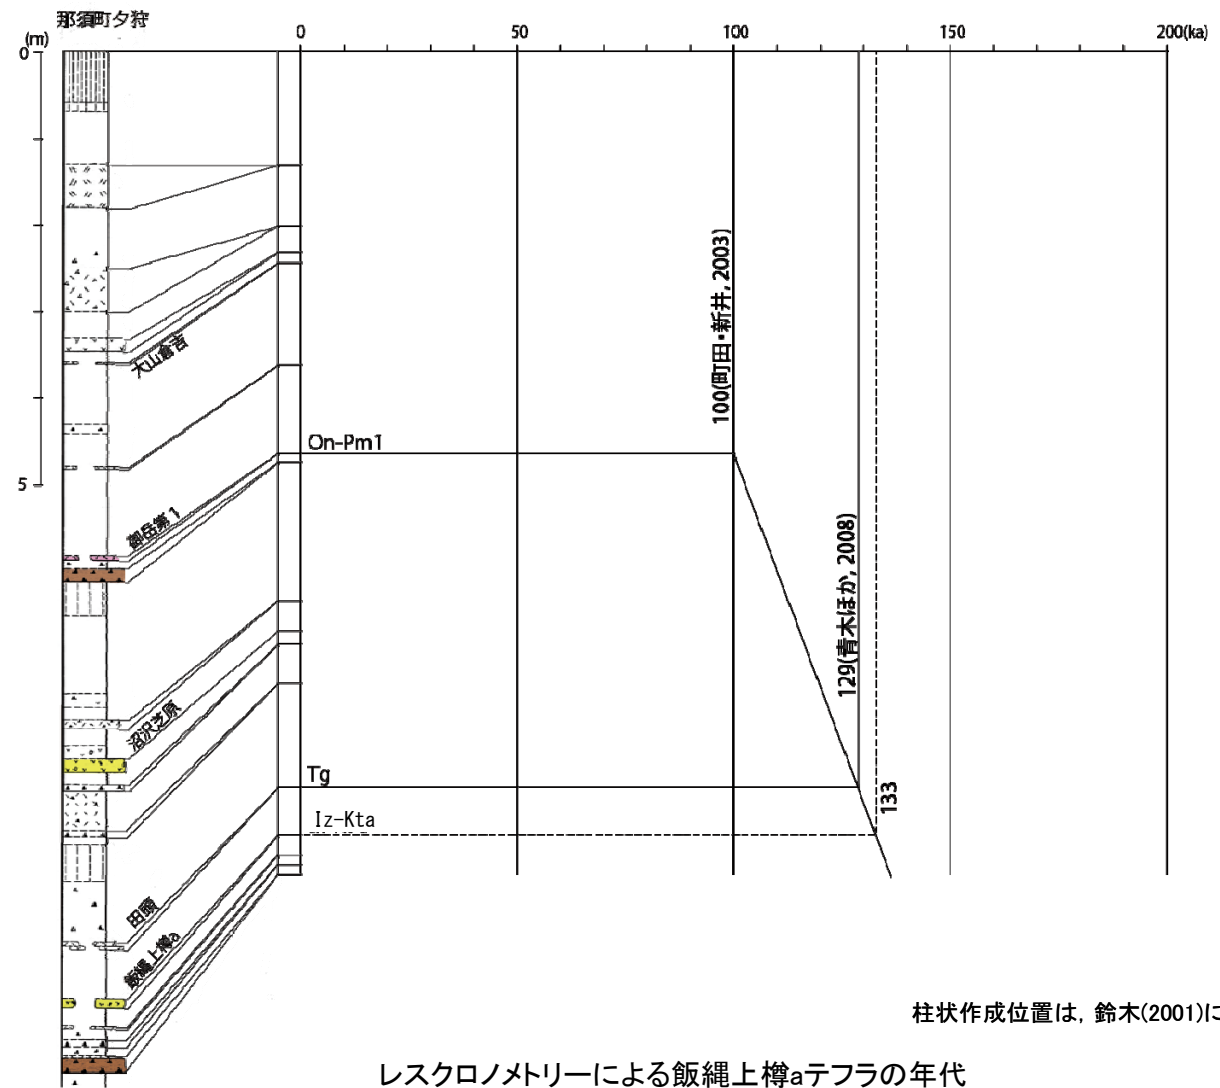 那須町夕狩
(m)
0
50
100
150
200(ka)
0
5
大山倉吉
御岳第1
沼沢芝原
田頭
飯縄上樽a
On-Pm1
Tg
Iz-Kta
100(町田・新井, 2003)
129(青木ほか, 2008)
133
柱状作成位置は, 鈴木(2001)に
レスクロノメトリーによる飯縄上樽aテフラの年代